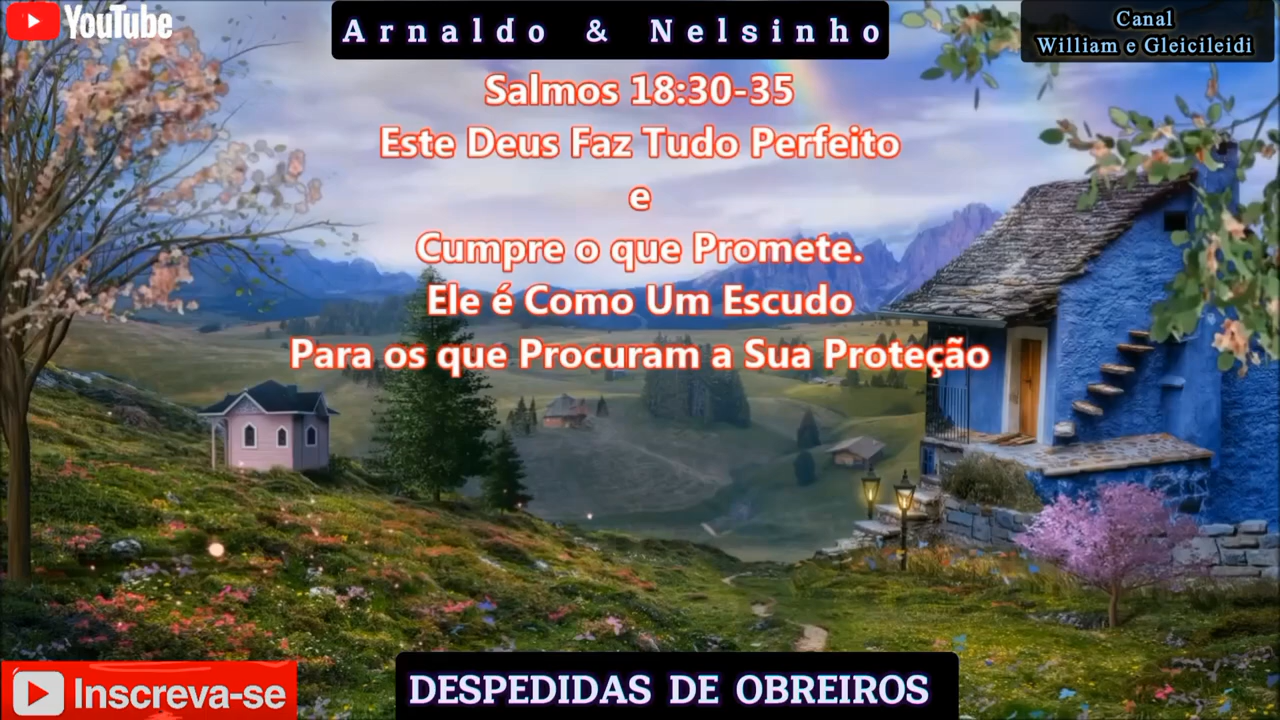 YouTube
Arnaldo & Nelsinho
Canal
William e Gleicileidi
Salmos 18:30-35
Este Deus Faz Tudo Perfeito
e
Cumpre o que Promete.
Ele é Como Um Escudo
Para os que Procuram a Sua Proteção
Inscreva-se
DESPEDIDAS DE OBREIROS